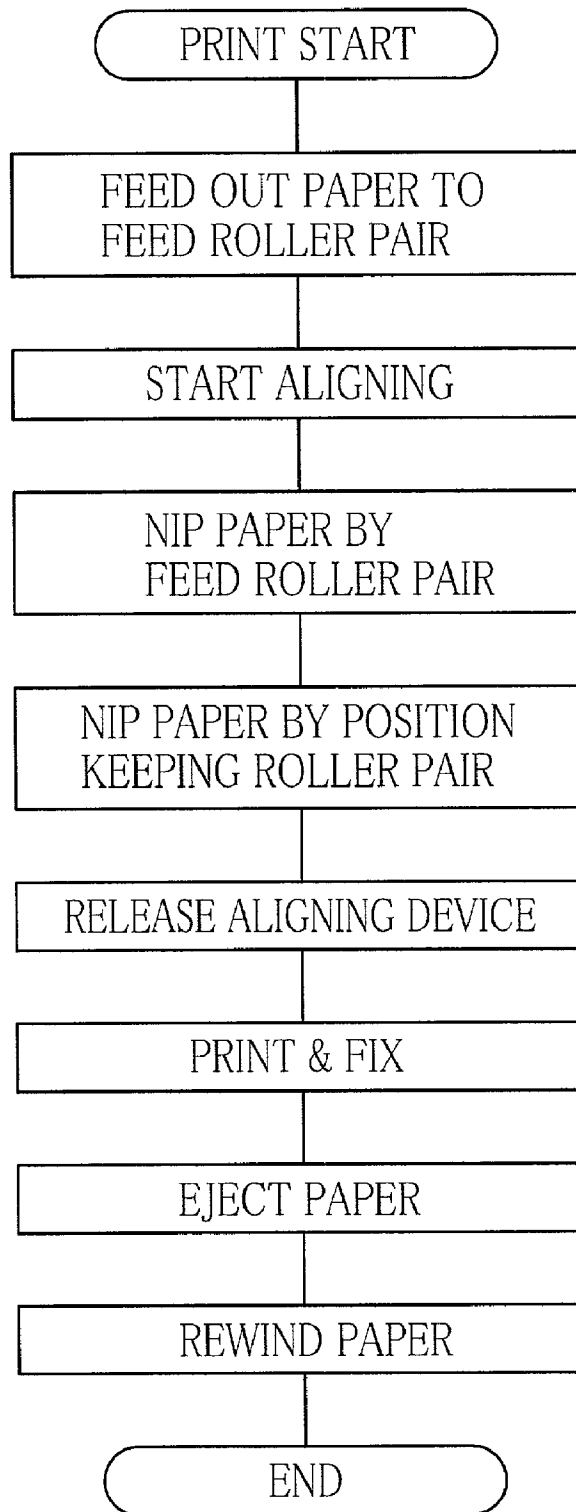 PRINT START
FEED OUT PAPER TO
FEED ROLLER PAIR
START ALIGNING
NIP PAPER BY
FEED ROLLER PAIR
NIP PAPER BY POSITION
KEEPING ROLLER PAIR
RELEASE ALIGNING DEVICE
PRINT & FIX
EJECT PAPER
REWIND PAPER
END